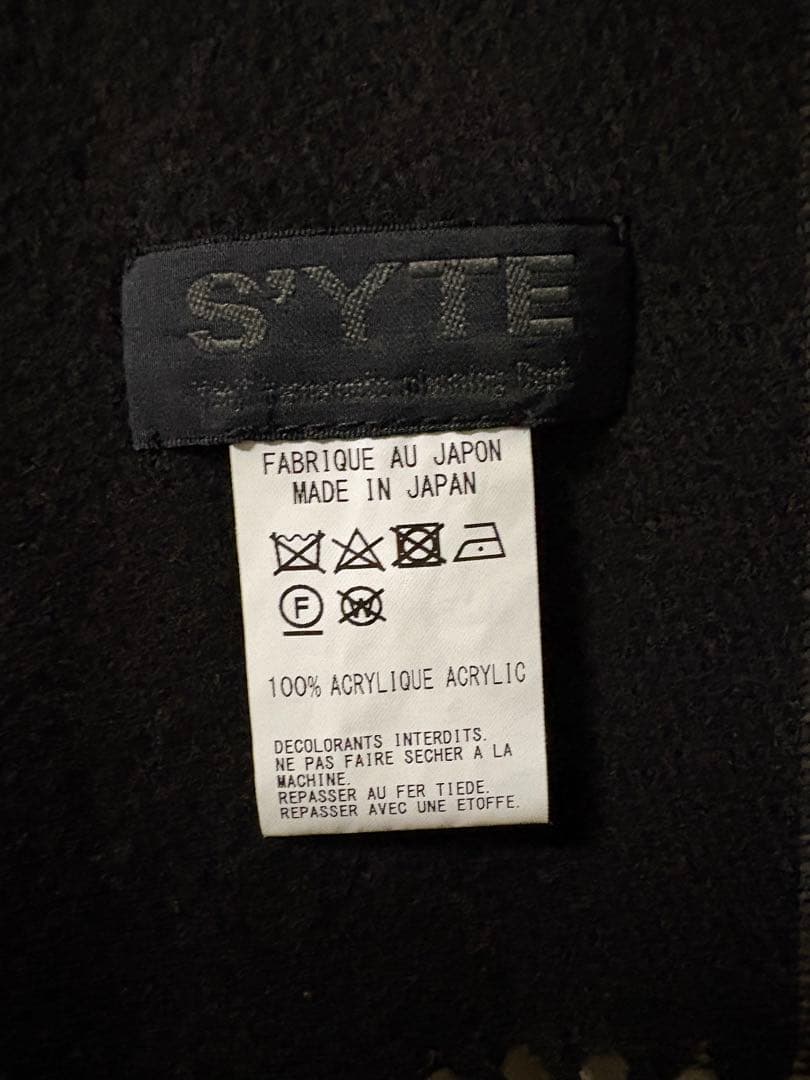 S'YTE
FABRIQUE AU JAPON
MADE IN JAPAN
F
W
100% ACRYLIQUE ACRYLIC
DECOLORANTS INTERDITS.
NE PAS FAIRE SECHER A LA
MACHINE.
REPASSER AU FER TIEDE.
REPASSER AVEC UNE ETOFFE.